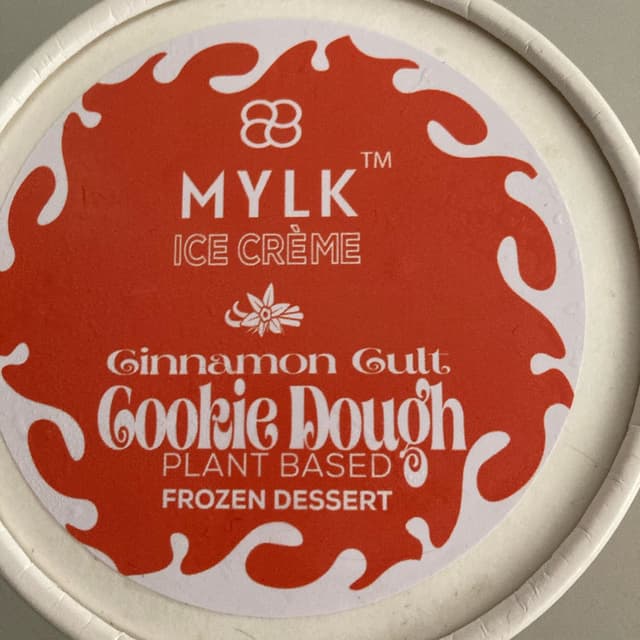 MYLK™
ICE CRÈME
Cinnamon Cult
Cookie Dough
PLANT BASED
FROZEN DESSERT